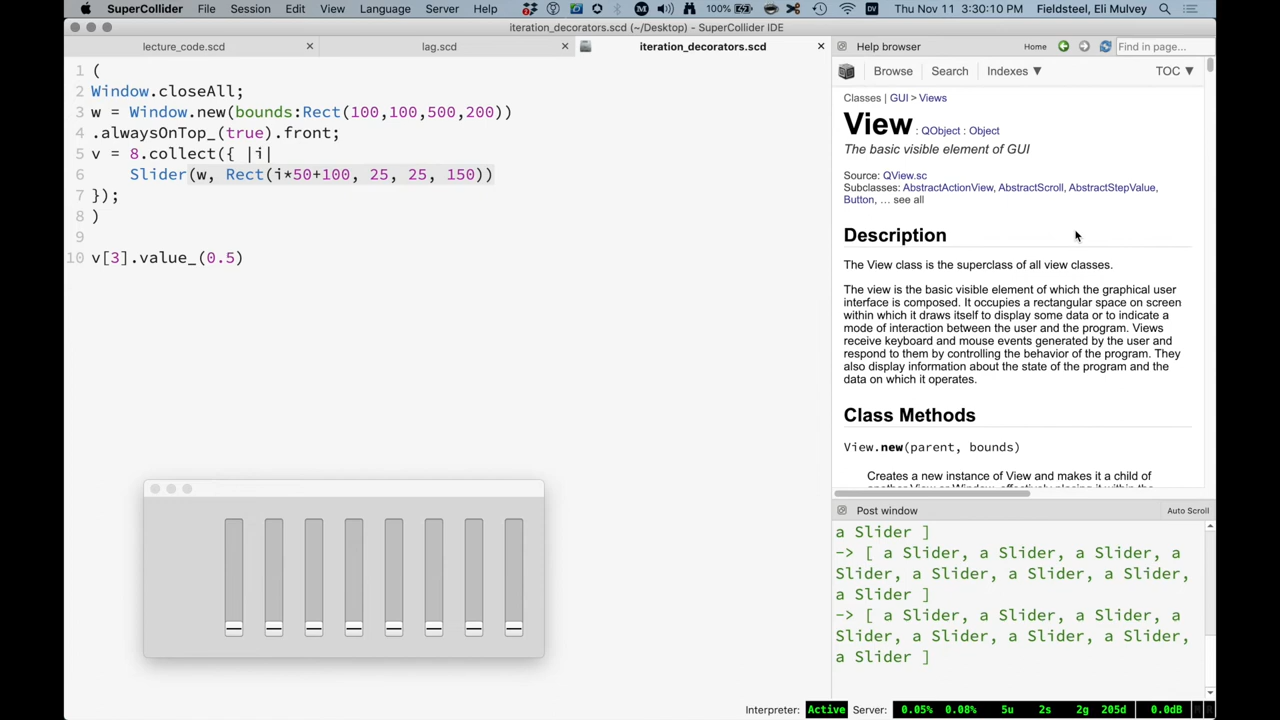 SuperCollider File Session Edit View Language Server Help 100% Thu Nov 11 3:30:10 PM Fieldsteel, Eli Mulvey
iteration_decorators.scd (~/Desktop) - SuperCollider IDE
lecture_code.scd
lag.scd
iteration_decorators.scd
1 (
2 Window.closeAll;
3 w = Window.new(bounds:Rect(100,100,500,200))
4 .alwaysOnTop_(true).front;
5 v = 8.collect({ |i|
6 Slider(w, Rect(i*50+100, 25, 25, 150))
7 });
8 )
9
10 v[3].value_(0.5)
Help browser Home Find in page...
Browse Search Indexes ▼ TOC ▼
Classes | GUI > Views
View : QObject : Object
The basic visible element of GUI
Source: QView.sc
Subclasses: AbstractActionView, AbstractScroll, AbstractStepValue,
Button, … see all
Description
The View class is the superclass of all view classes.
The view is the basic visible element of which the graphical user
interface is composed. It occupies a rectangular space on screen
within which it draws itself to display some data or to indicate a
mode of interaction between the user and the program. Views
receive keyboard and mouse events generated by the user and
respond to them by controlling the behavior of the program. They
also display information about the state of the program and the
data on which it operates.
Class Methods
View.new(parent, bounds)
Creates a new instance of View and makes it a child of
Post window Auto Scroll
a Slider ]
-> [ a Slider, a Slider, a Slider, a
Slider, a Slider, a Slider, a Slider,
a Slider ]
-> [ a Slider, a Slider, a Slider, a
Slider, a Slider, a Slider, a Slider,
a Slider ]
Interpreter: Active Server: 0.05% 0.08% 5u 2s 2g 205d 0.0dB M R